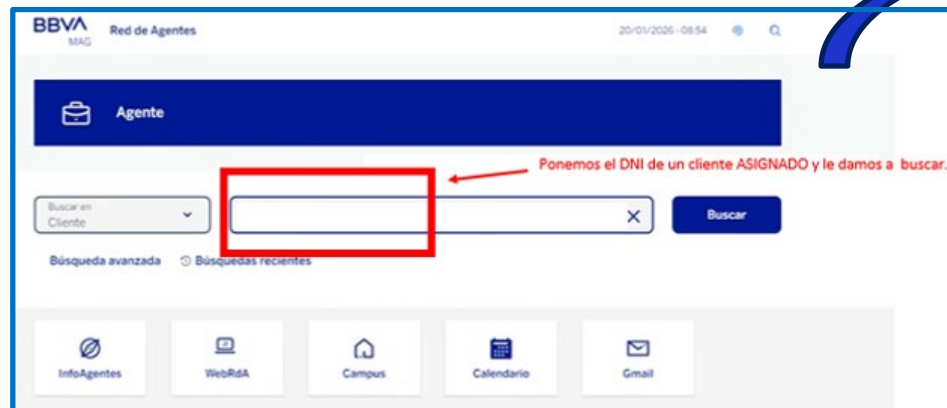 BBVA Red de Agentes 20/01/2026 - 08:54
MAG
Agente
Ponemos el DNI de un cliente ASIGNADO y le damos a buscar.
Buscar en
Cliente
Buscar
Búsqueda avanzada Búsquedas recientes
InfoAgentes WebRdA Campus Calendario Gmail